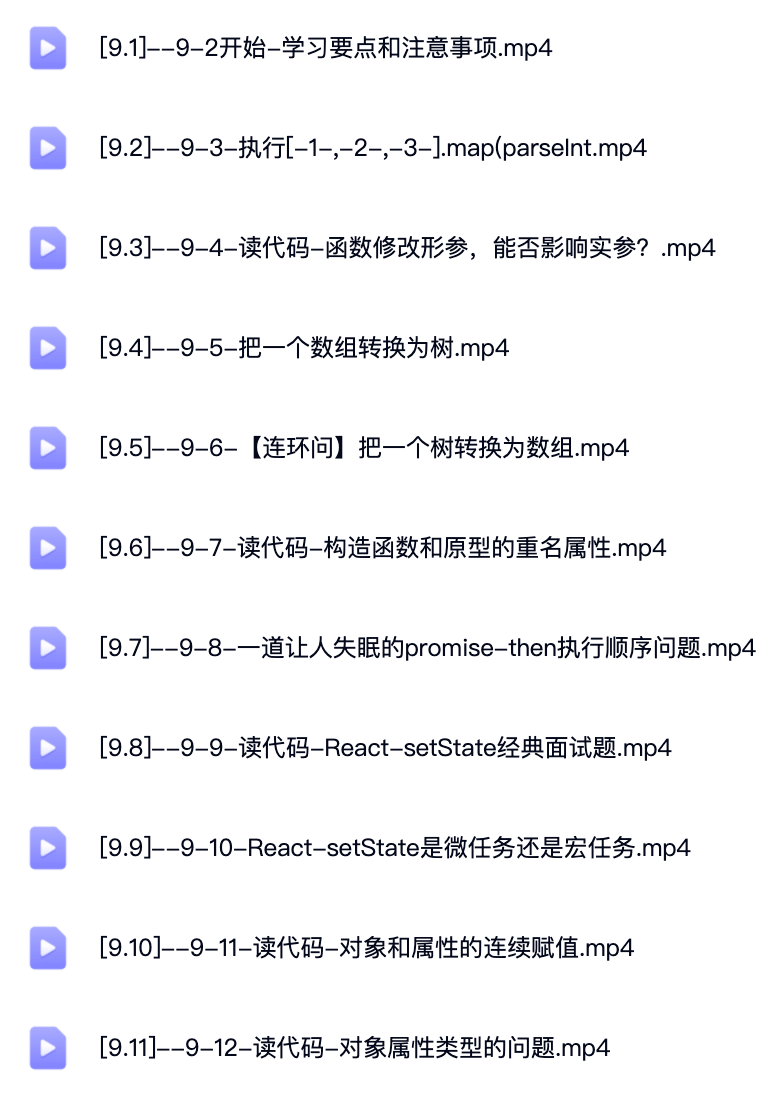 [9.1]--9-2开始-学习要点和注意事项.mp4
[9.2]--9-3-执行[-1-,-2-,-3-].map(parseInt.mp4
[9.3]--9-4-读代码-函数修改形参，能否影响实参？.mp4
[9.4]--9-5-把一个数组转换为树.mp4
[9.5]--9-6-【连环问】把一个树转换为数组.mp4
[9.6]--9-7-读代码-构造函数和原型的重名属性.mp4
[9.7]--9-8-一道让人失眠的promise-then执行顺序问题.mp4
[9.8]--9-9-读代码-React-setState经典面试题.mp4
[9.9]--9-10-React-setState是微任务还是宏任务.mp4
[9.10]--9-11-读代码-对象和属性的连续赋值.mp4
[9.11]--9-12-读代码-对象属性类型的问题.mp4